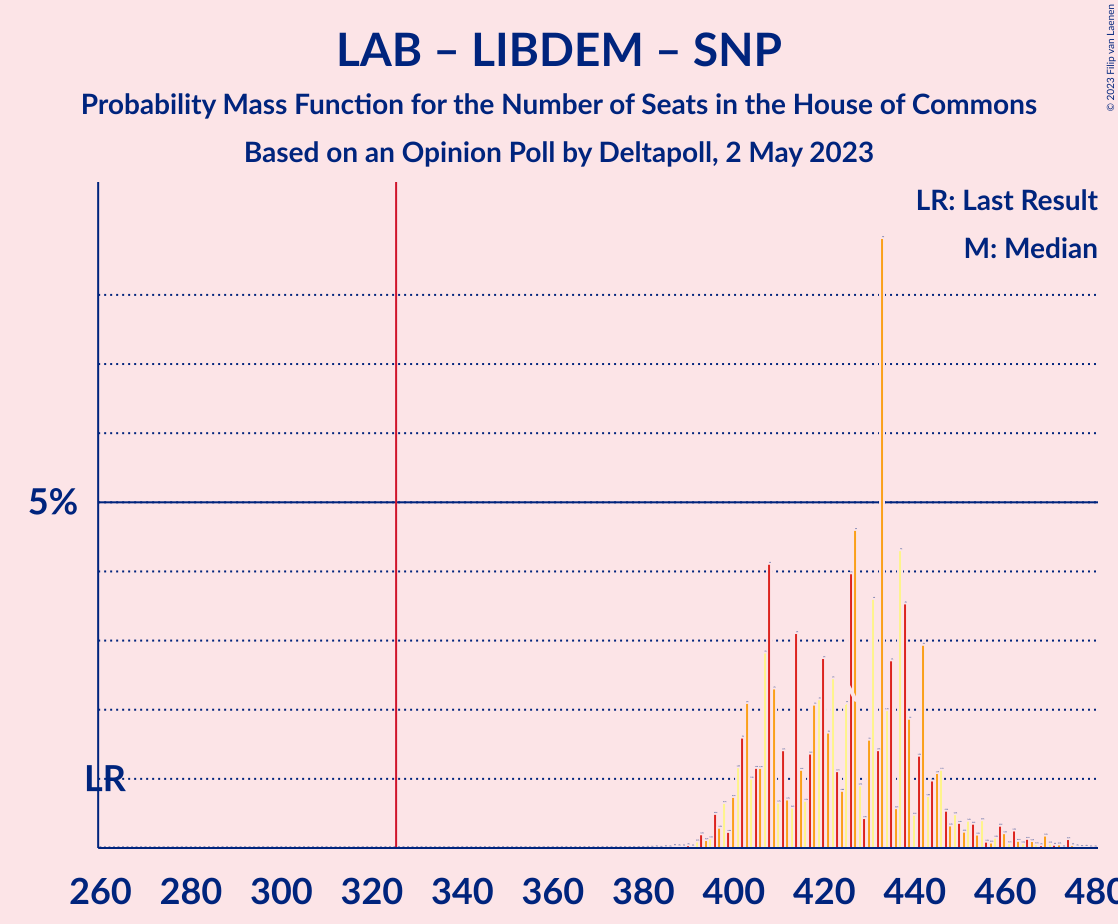 LAB – LIBDEM – SNP
Probability Mass Function for the Number of Seats in the House of Commons
Based on an Opinion Poll by Deltapoll, 2 May 2023
© 2023 Filip van Laenen
LR: Last Result
M: Median
5%
LR
260 280 300 320 340 360 380 400 420 440 460 480